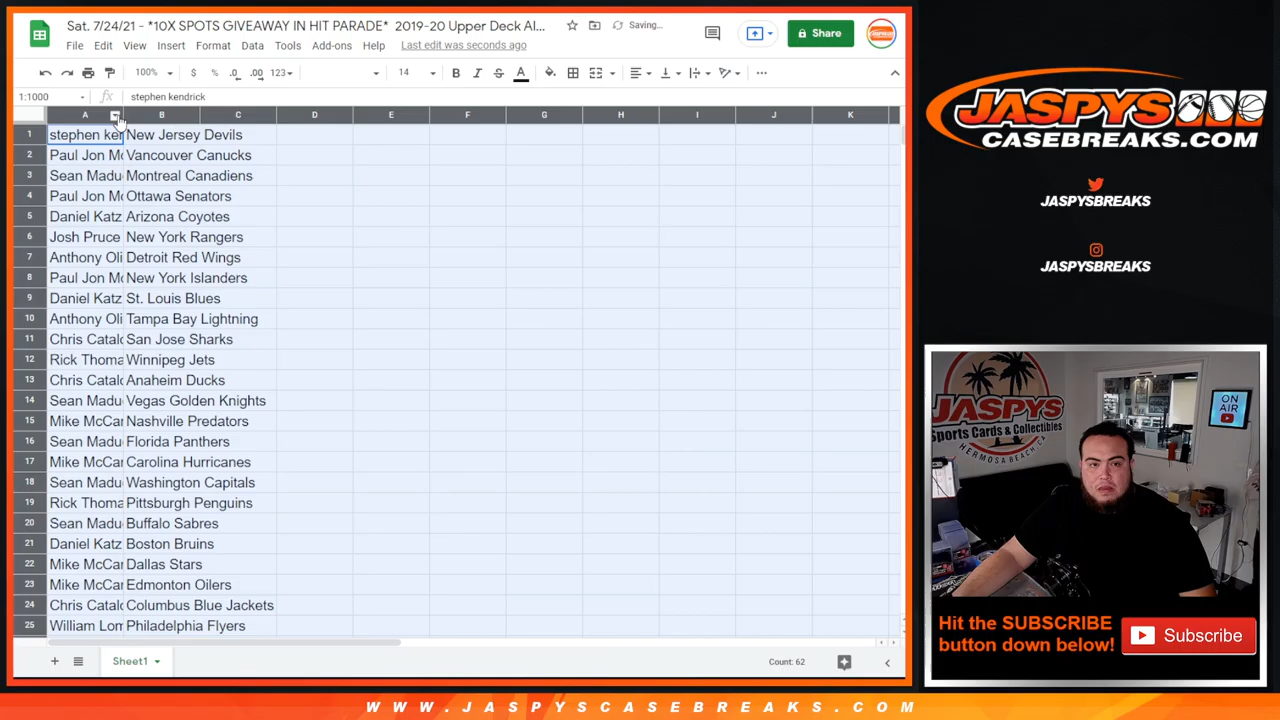 Sat. 7/24/21 - *10X SPOTS GIVEAWAY IN HIT PARADE* 2019-20 Upper Deck Al...
Saving...
File Edit View Insert Format Data Tools Add-ons Help Last edit was seconds ago
Share
100% $ % .0 .00 123 14 B I S A
1:1000 fx stephen kendrick
A B C D E F G H I J K
1 stephen ker New Jersey Devils
2 Paul Jon Mc Vancouver Canucks
3 Sean Madu Montreal Canadiens
4 Paul Jon Mc Ottawa Senators
5 Daniel Katz Arizona Coyotes
6 Josh Pruce New York Rangers
7 Anthony Oli Detroit Red Wings
8 Paul Jon Mc New York Islanders
9 Daniel Katz St. Louis Blues
10 Anthony Oli Tampa Bay Lightning
11 Chris Catalo San Jose Sharks
12 Rick Thoma Winnipeg Jets
13 Chris Catalo Anaheim Ducks
14 Sean Madu Vegas Golden Knights
15 Mike McCar Nashville Predators
16 Sean Madu Florida Panthers
17 Mike McCar Carolina Hurricanes
18 Sean Madu Washington Capitals
19 Rick Thoma Pittsburgh Penguins
20 Sean Madu Buffalo Sabres
21 Daniel Katz Boston Bruins
22 Mike McCar Dallas Stars
23 Mike McCar Edmonton Oilers
24 Chris Catalo Columbus Blue Jackets
25 William Lom Philadelphia Flyers
Sheet1
Count: 62
JASPYS
CASEBREAKS.COM
JASPYSBREAKS
JASPYSBREAKS
JASPYS
Sports Cards & Collectibles
HERMOSA BEACH, CA
ON
AIR
Hit the SUBSCRIBE
button down below!
Subscribe
WWW.JASPYSCASEBREAKS.COM